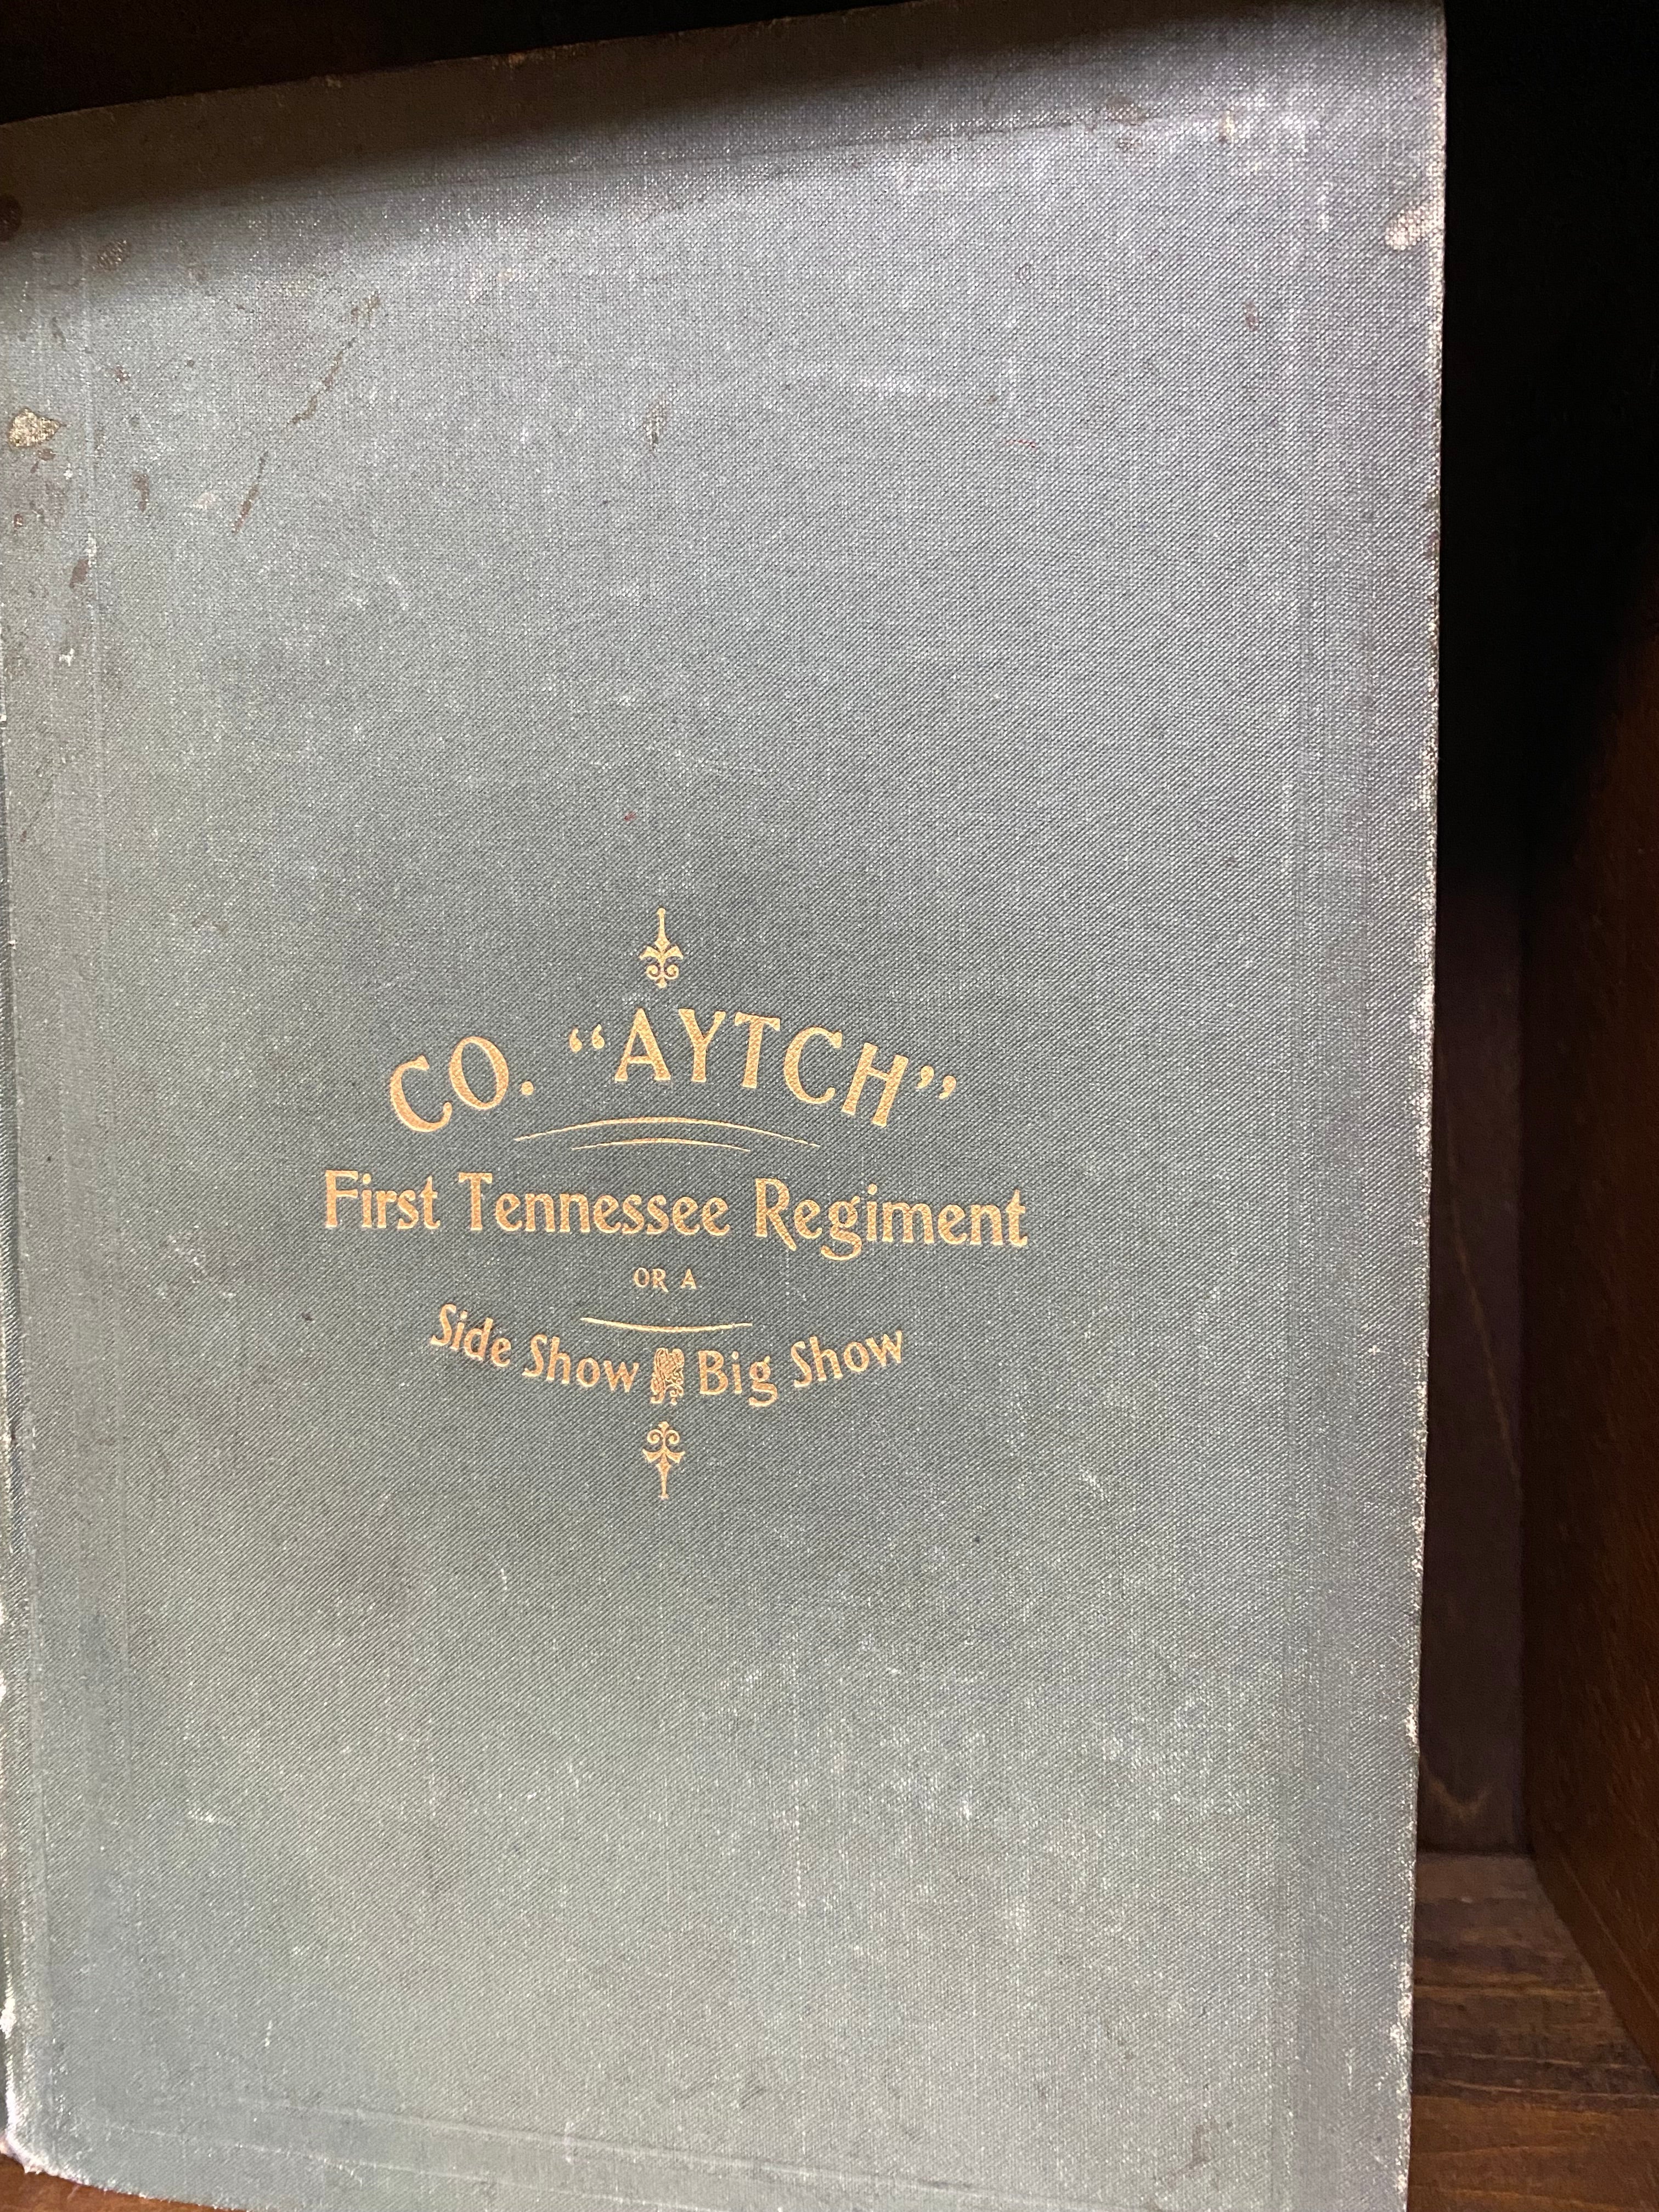 CO. “AYTCH”
First Tennessee Regiment
OR A
Side Show Big Show